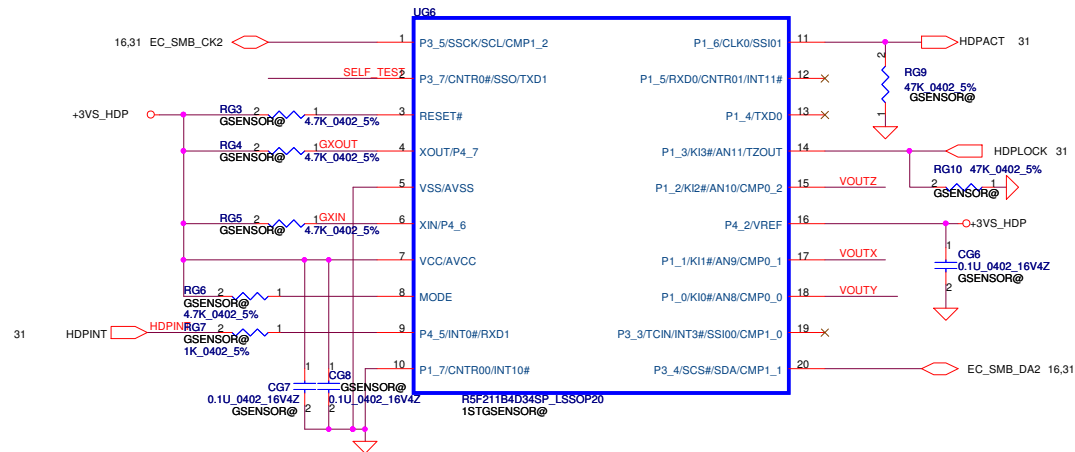 UG6
16,31 EC_SMB_CK2
1 P3_5/SSCK/SCL/CMP1_2
P1_6/CLK0/SSI01 11
HDPACT 31
SELF_TEST
2 P3_7/CNTR0#/SSO/TXD1
P1_5/RXD0/CNTR01/INT11# 12
2
RG9
47K_0402_5%
GSENSOR@
1
+3VS_HDP
RG3 2 1
GSENSOR@ 4.7K_0402_5%
3 RESET#
P1_4/TXD0 13
RG4 2 1 GXOUT
GSENSOR@ 4.7K_0402_5%
4 XOUT/P4_7
P1_3/KI3#/AN11/TZOUT 14
HDPLOCK 31
RG10 47K_0402_5%
2 1
GSENSOR@
5 VSS/AVSS
P1_2/KI2#/AN10/CMP0_2 15
VOUTZ
RG5 2 1 GXIN
GSENSOR@ 4.7K_0402_5%
6 XIN/P4_6
P4_2/VREF 16
+3VS_HDP
7 VCC/AVCC
P1_1/KI1#/AN9/CMP0_1 17
VOUTX
1
CG6
0.1U_0402_16V4Z
GSENSOR@
2
RG6 2 1
GSENSOR@
4.7K_0402_5%
8 MODE
P1_0/KI0#/AN8/CMP0_0 18
VOUTY
31 HDPINT
HDPINT
RG7 2 1
GSENSOR@
1K_0402_5%
9 P4_5/INT0#/RXD1
P3_3/TCIN/INT3#/SSI00/CMP1_0 19
10 P1_7/CNTR00/INT10#
P3_4/SCS#/SDA/CMP1_1 20
EC_SMB_DA2 16,31
1 1
CG8
CG7 GSENSOR@
0.1U_0402_16V4Z 0.1U_0402_16V4Z
GSENSOR@ 2 2
R5F211B4D34SP_LSSOP20
1STGSENSOR@